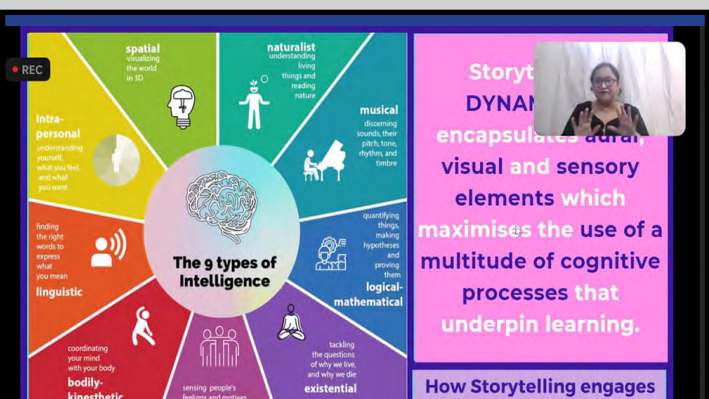 REC
spatial
visualizing
the world
in 3D
naturalist
understanding
living
things and
reading
nature
musical
discerning
sounds, their
pitch, tone,
rhythm, and
timbre
quantifying
things,
making
hypotheses
and
proving
them
logical-
mathematical
tackling
the questions
of why we live,
and why we die
existential
sensing people's
feelings and motives
coordinating
your mind
with your body
bodily-
kinesthetic
finding
the right
words to
express
what
you mean
linguistic
intra-
personal
understanding
yourself,
what you feel,
and what
you want
The 9 types of
Intelligence
Storyt
DYNAM
encapsulates aural,
visual and sensory
elements which
maximises the use of a
multitude of cognitive
processes that
underpin learning.
How Storytelling engages